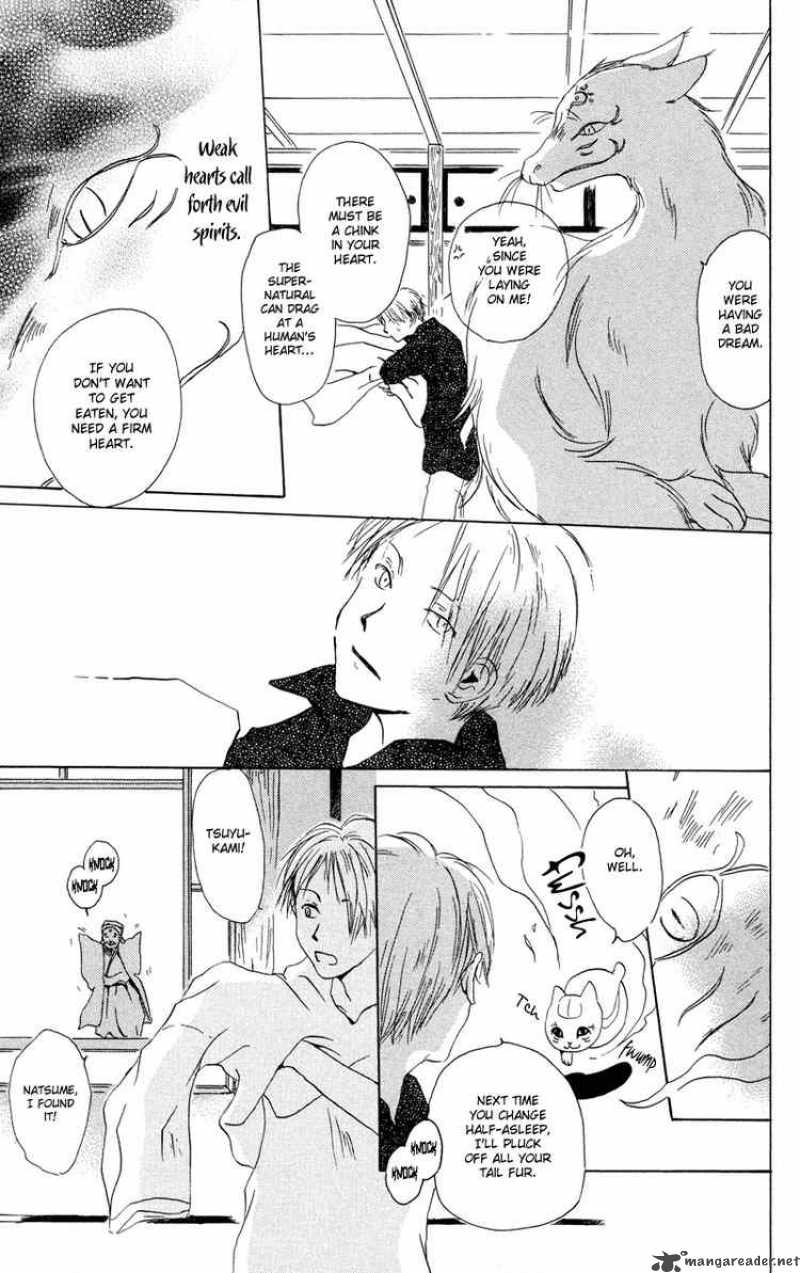 YOU
WERE
HAVING
A BAD
DREAM.
YEAH,
SINCE
YOU WERE
LAYING
ON ME!
THERE
MUST BE
A CHINK
IN YOUR
HEART.
THE
SUPER-
NATURAL
CAN DRAG
AT A
HUMAN'S
HEART...
Weak
hearts call
forth evil
spirits.
IF YOU
DON'T WANT
TO GET
EATEN, YOU
NEED A FIRM
HEART.
OH,
WELL.
FWSSH
TCH
FWUMP
NEXT TIME
YOU CHANGE
HALF-ASLEEP,
I'LL PLUCK
OFF ALL YOUR
TAIL FUR.
KNOCK
KNOCK
TSUYU-
KAMI!
KNOCK
KNOCK
NATSUME,
I FOUND
IT!
mangareader.net